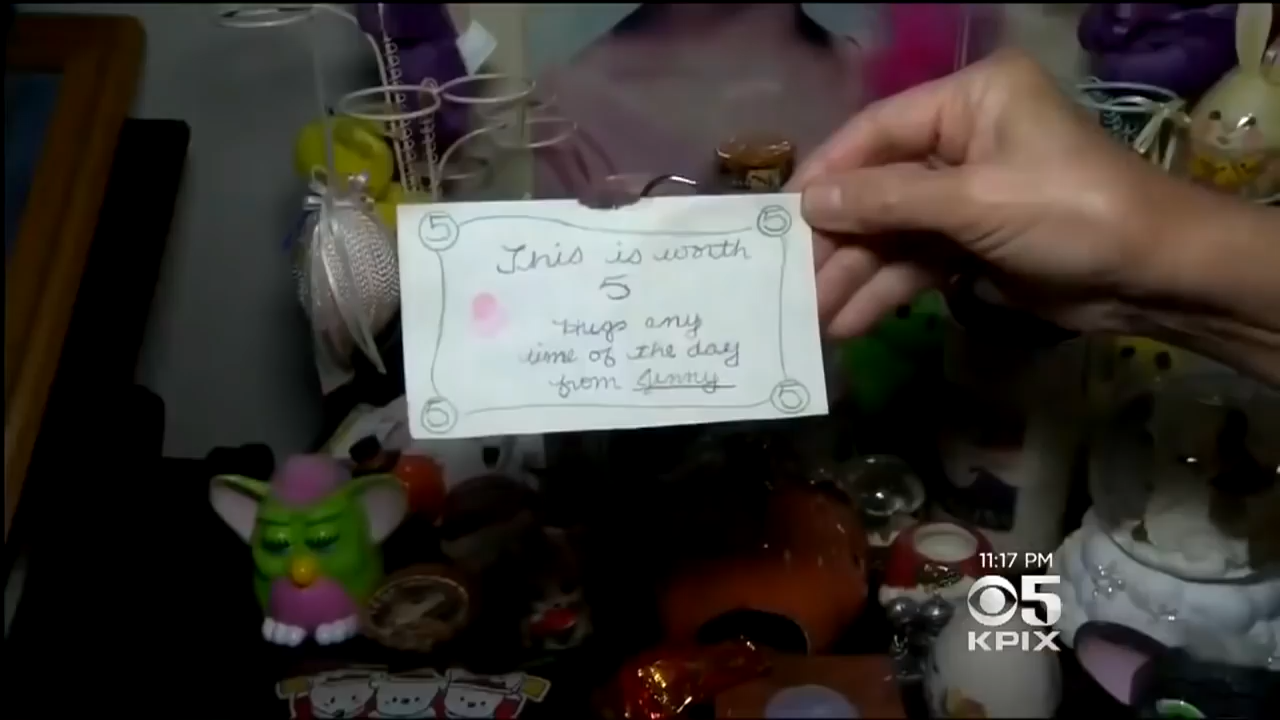 5
5
This is worth
5
Hugs any
time of the day
from Jenny
5
5
11:17 PM
5
KPIX